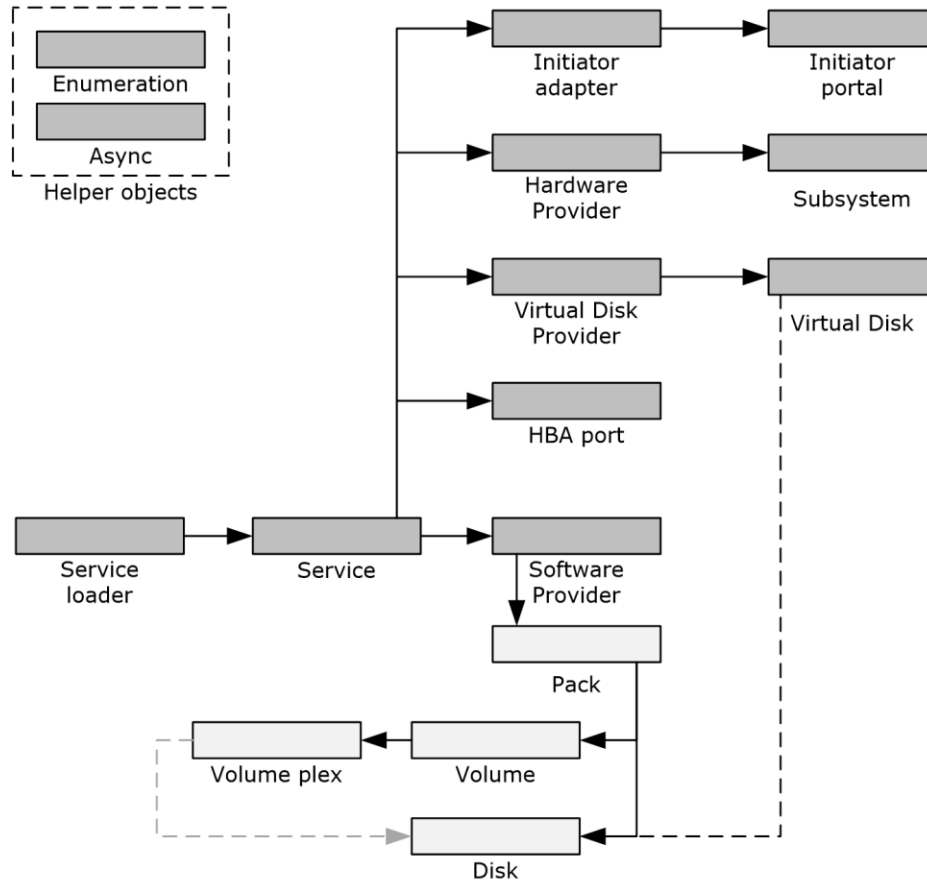 Enumeration
Async
Helper objects
Initiator
adapter
Initiator
portal
Hardware
Provider
Subsystem
Virtual Disk
Provider
Virtual Disk
HBA port
Service
loader
Service
Software
Provider
Pack
Volume plex
Volume
Disk